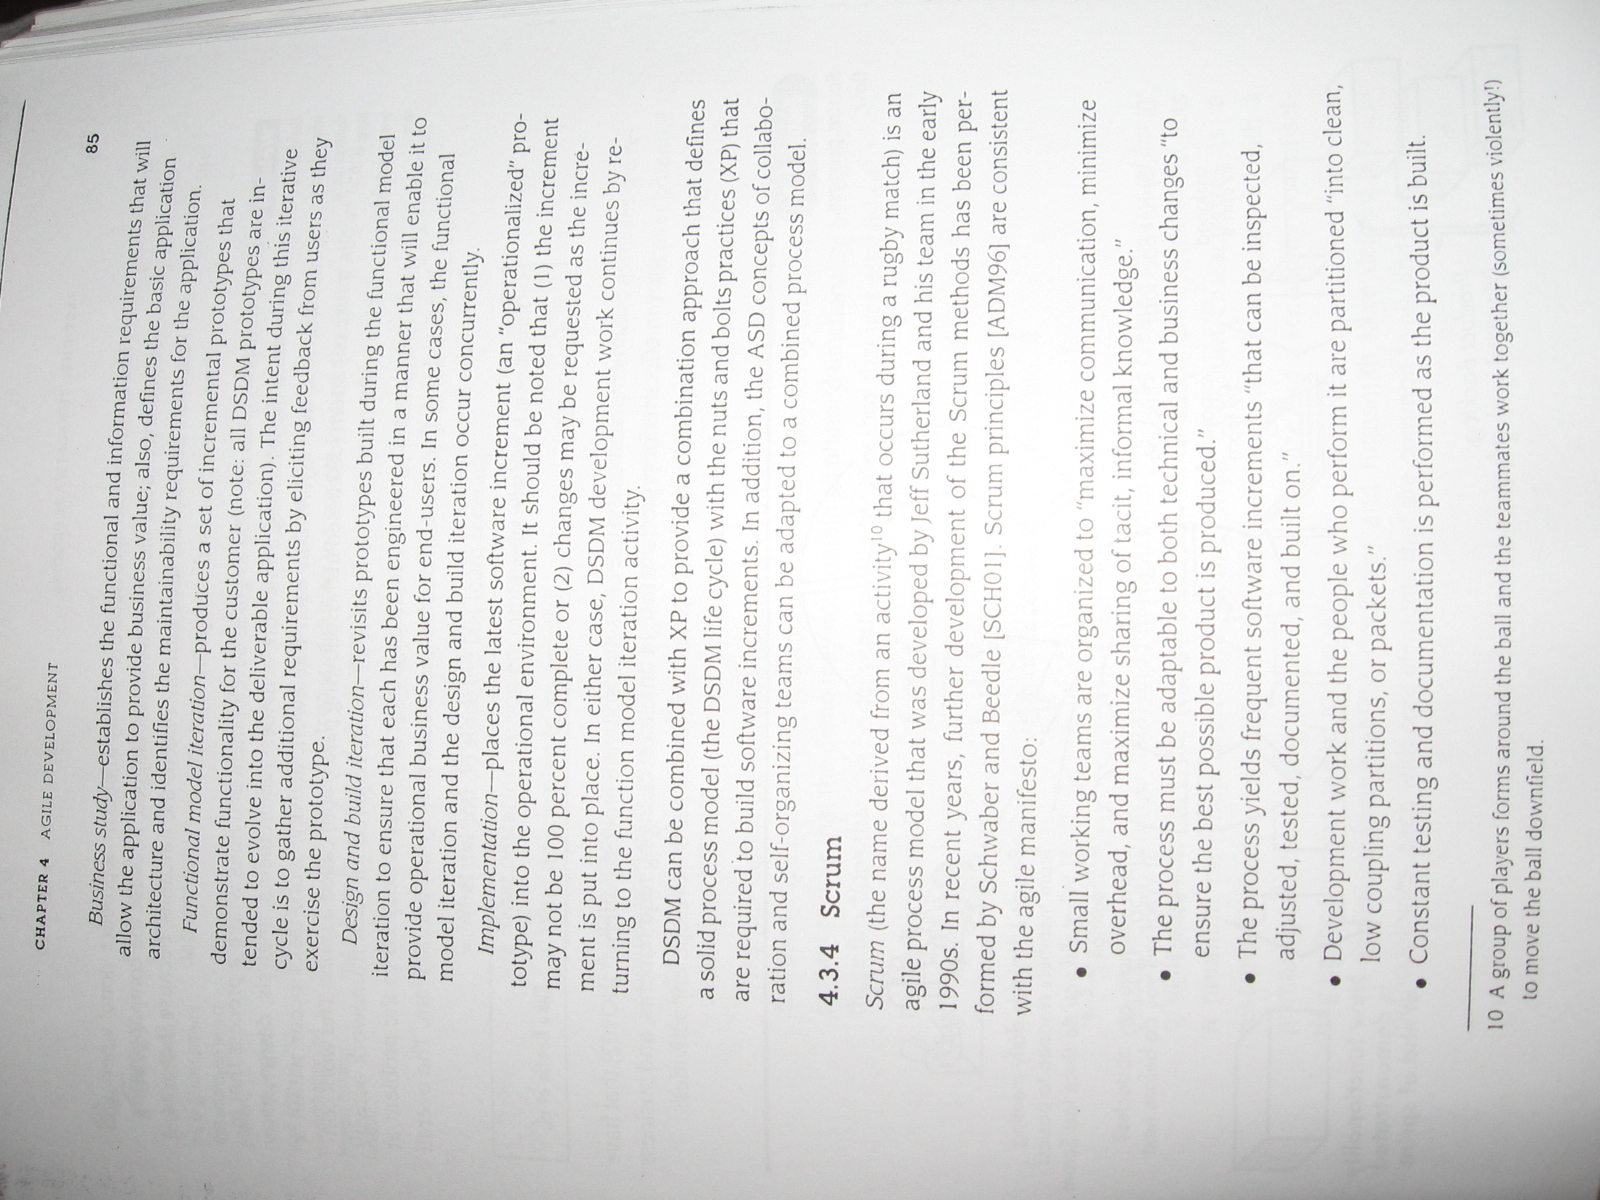 CHAPTER 4 AGILE DEVELOPMENT
85
Business study—establishes the functional and information requirements that will
allow the application to provide business value; also, defines the basic application
architecture and identifies the maintainability requirements for the application.
Functional model iteration—produces a set of incremental prototypes that
demonstrate functionality for the customer (note: all DSDM prototypes are in-
tended to evolve into the deliverable application). The intent during this iterative
cycle is to gather additional requirements by eliciting feedback from users as they
exercise the prototype.
Design and build iteration—revisits prototypes built during the functional model
iteration to ensure that each has been engineered in a manner that will enable it to
provide operational business value for end-users. In some cases, the functional
model iteration and the design and build iteration occur concurrently.
Implementation—places the latest software increment (an “operationalized” pro-
totype) into the operational environment. It should be noted that (1) the increment
may not be 100 percent complete or (2) changes may be requested as the incre-
ment is put into place. In either case, DSDM development work continues by re-
turning to the function model iteration activity.
DSDM can be combined with XP to provide a combination approach that defines
a solid process model (the DSDM life cycle) with the nuts and bolts practices (XP) that
are required to build software increments. In addition, the ASD concepts of collabo-
ration and self-organizing teams can be adapted to a combined process model.
4.3.4 Scrum
Scrum (the name derived from an activity¹⁰ that occurs during a rugby match) is an
agile process model that was developed by Jeff Sutherland and his team in the early
1990s. In recent years, further development of the Scrum methods has been per-
formed by Schwaber and Beedle [SCH01]. Scrum principles [ADM96] are consistent
with the agile manifesto:
• Small working teams are organized to “maximize communication, minimize
overhead, and maximize sharing of tacit, informal knowledge.”
• The process must be adaptable to both technical and business changes “to
ensure the best possible product is produced.”
• The process yields frequent software increments “that can be inspected,
adjusted, tested, documented, and built on.”
• Development work and the people who perform it are partitioned “into clean,
low coupling partitions, or packets.”
• Constant testing and documentation is performed as the product is built.
10 A group of players forms around the ball and the teammates work together (sometimes violently!)
to move the ball downfield.